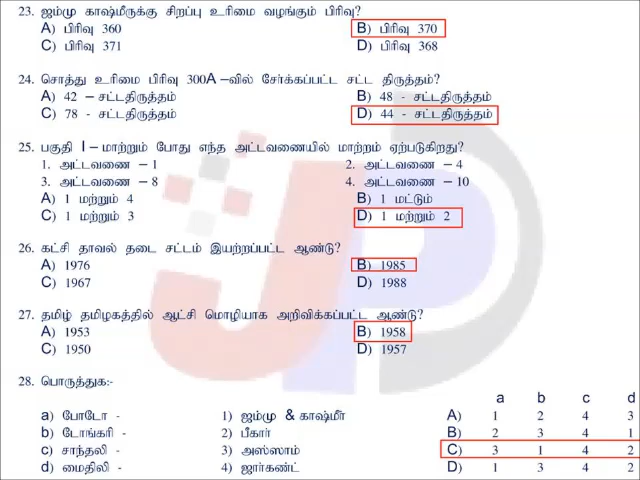 23. ஜம்மு காஷ்மீருக்கு சிறப்பு உரிமை வழங்கும் பிரிவு?
A) பிரிவு 360 B) பிரிவு 370
C) பிரிவு 371 D) பிரிவு 368
24. சொத்து உரிமை பிரிவு 300A –வில் சேர்க்கப்பட்ட சட்ட திருத்தம்?
A) 42 – சட்டதிருத்தம் B) 48 - சட்டதிருத்தம்
C) 78 - சட்டதிருத்தம் D) 44 - சட்டதிருத்தம்
25. பகுதி I – மாற்றும் போது எந்த அட்டவணையில் மாற்றம் ஏற்படுகிறது?
1. அட்டவணை – 1 2. அட்டவணை – 4
3. அட்டவணை – 8 4. அட்டவணை – 10
A) 1 மற்றும் 4 B) 1 மட்டும்
C) 1 மற்றும் 3 D) 1 மற்றும் 2
26. கட்சி தாவல் தடை சட்டம் இயற்றப்பட்ட ஆண்டு?
A) 1976 B) 1985
C) 1967 D) 1988
27. தமிழ் தமிழகத்தில் ஆட்சி மொழியாக அறிவிக்கப்பட்ட ஆண்டு?
A) 1953 B) 1958
C) 1950 D) 1957
28. பொருத்துக:-
a b c d
a) போடோ - 1) ஜம்மு & காஷ்மீர் A) 1 2 4 3
b) டோங்கரி - 2) பீகார் B) 2 3 4 1
c) சாந்தலி - 3) அஸ்ஸாம் C) 3 1 4 2
d) மைதிலி - 4) ஜார்கண்ட் D) 1 3 4 2